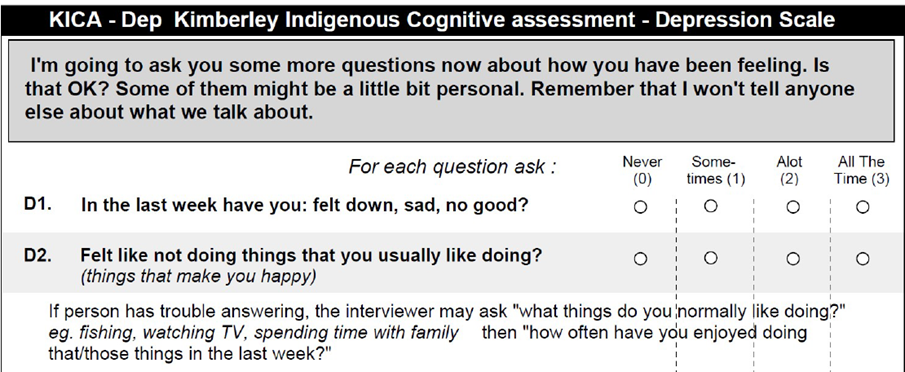 KICA - Dep Kimberley Indigenous Cognitive assessment - Depression Scale
I'm going to ask you some more questions now about how you have been feeling. Is
that OK? Some of them might be a little bit personal. Remember that I won't tell anyone
else about what we talk about.
For each question ask : Never (0) Some-times (1) Alot (2) All The Time (3)
D1. In the last week have you: felt down, sad, no good?
D2. Felt like not doing things that you usually like doing?
(things that make you happy)
If person has trouble answering, the interviewer may ask "what things do you normally like doing?"
eg. fishing, watching TV, spending time with family then "how often have you enjoyed doing
that/those things in the last week?"